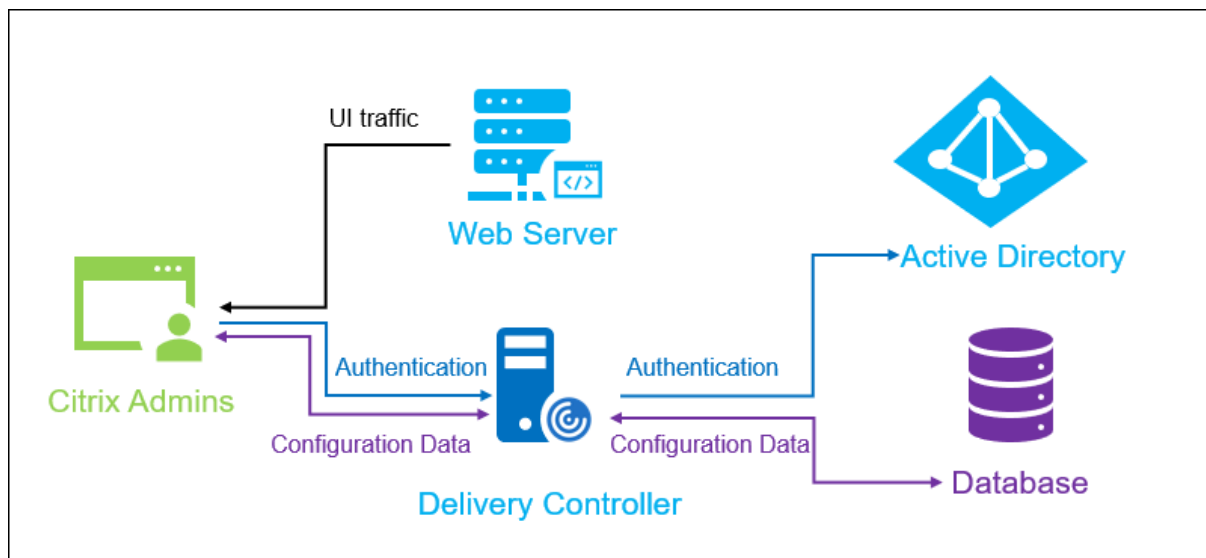 UI traffic
</>
Web Server
Active Directory
Authentication
Authentication
Citrix Admins
Configuration Data
Configuration Data
Database
Delivery Controller